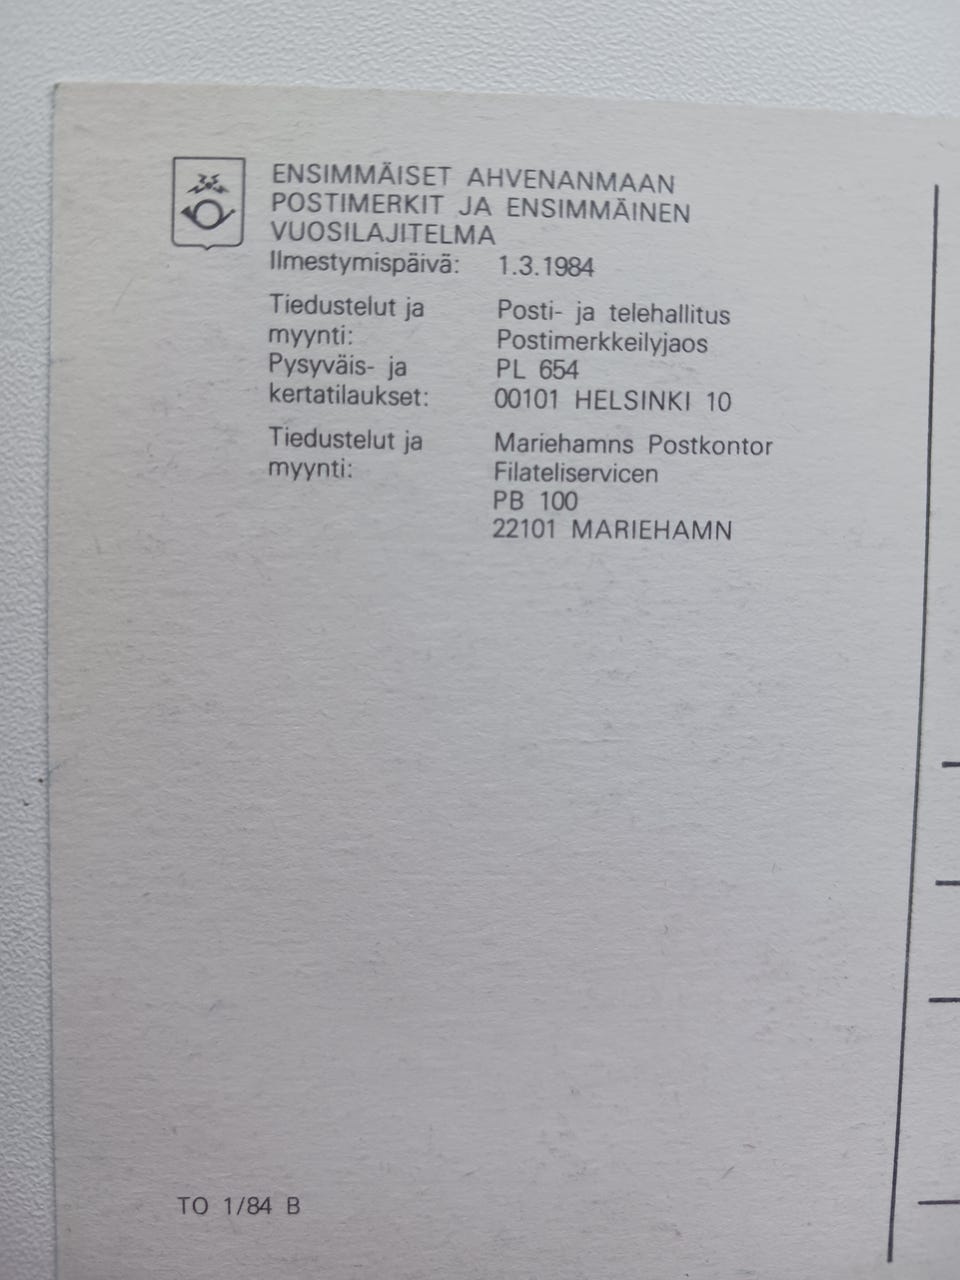 ENSIMMÄISET AHVENANMAAN
POSTIMERKIT JA ENSIMMÄINEN
VUOSILAJITELMA
Ilmestymispäivä: 1.3.1984
Tiedustelut ja Posti- ja telehallitus
myynti: Postimerkkeilyjaos
Pysyväis- ja PL 654
kertatilaukset: 00101 HELSINKI 10
Tiedustelut ja Mariehamns Postkontor
myynti: Filateliservicen
PB 100
22101 MARIEHAMN
TO 1/84 B